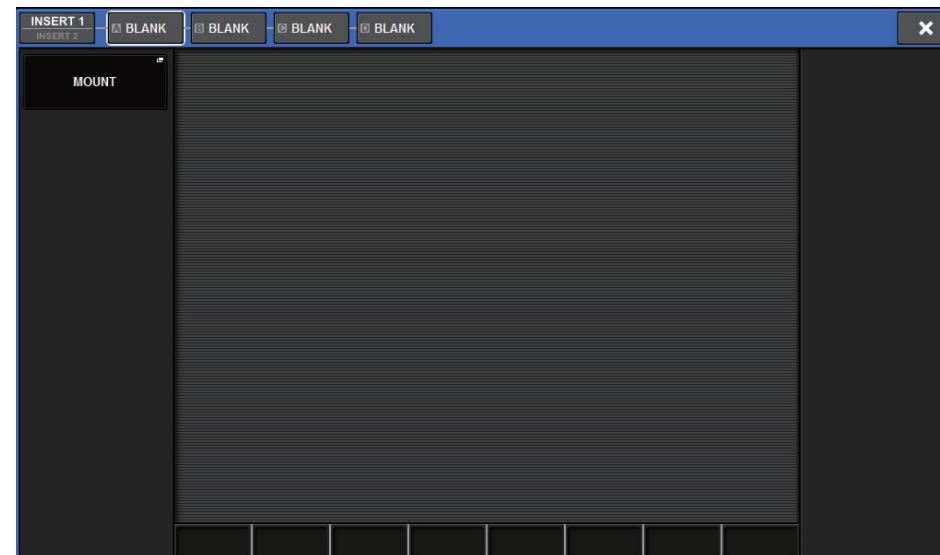 INSERT 1
INSERT 2
A BLANK
B BLANK
C BLANK
D BLANK
MOUNT